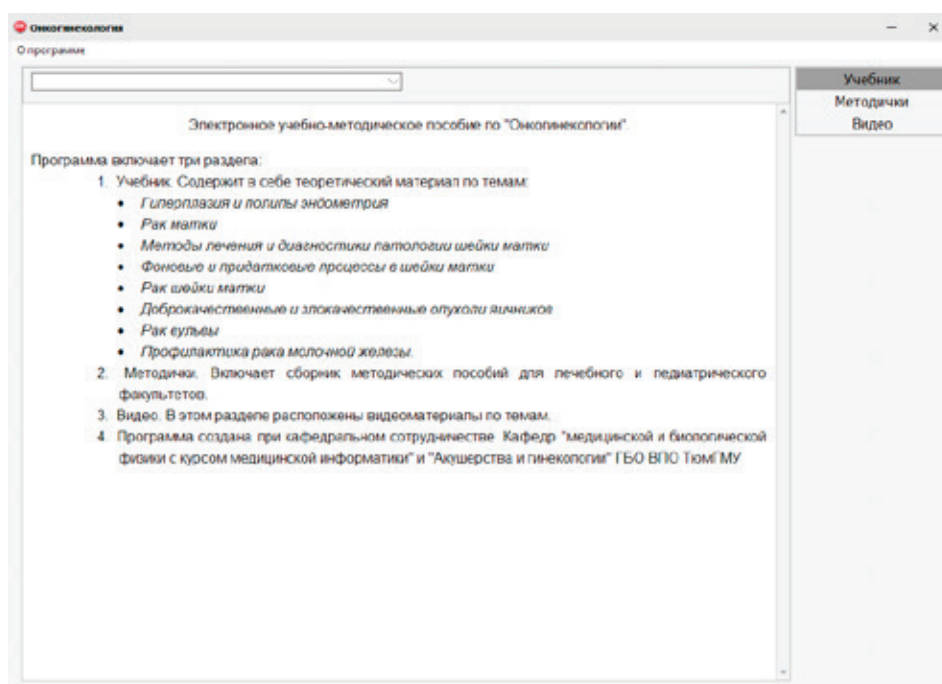 Онкогинекология
О программе
Учебник
Методички
Видео
Электронное учебно-методическое пособие по "Онкогинекологии".
Программа включает три раздела:
1. Учебник. Содержит в себе теоретический материал по темам:
• Гиперплазия и полипы эндометрия
• Рак матки
• Методы лечения и диагностики патологии шейки матки
• Фоновые и придатковые процессы в шейки матки
• Рак шейки матки
• Доброкачественные и злокачественные опухоли яичников
• Рак вульвы
• Профилактика рака молочной железы.
2. Методички. Включает сборник методических пособий для лечебного и педиатрического
факультетов.
3. Видео. В этом разделе расположены видеоматериалы по темам.
4. Программа создана при кафедральном сотрудничестве. Кафедр "медицинской и биологической
физики с курсом медицинской информатики" и "Акушерства и гинекологии" ГБО ВПО ТюмГМУ